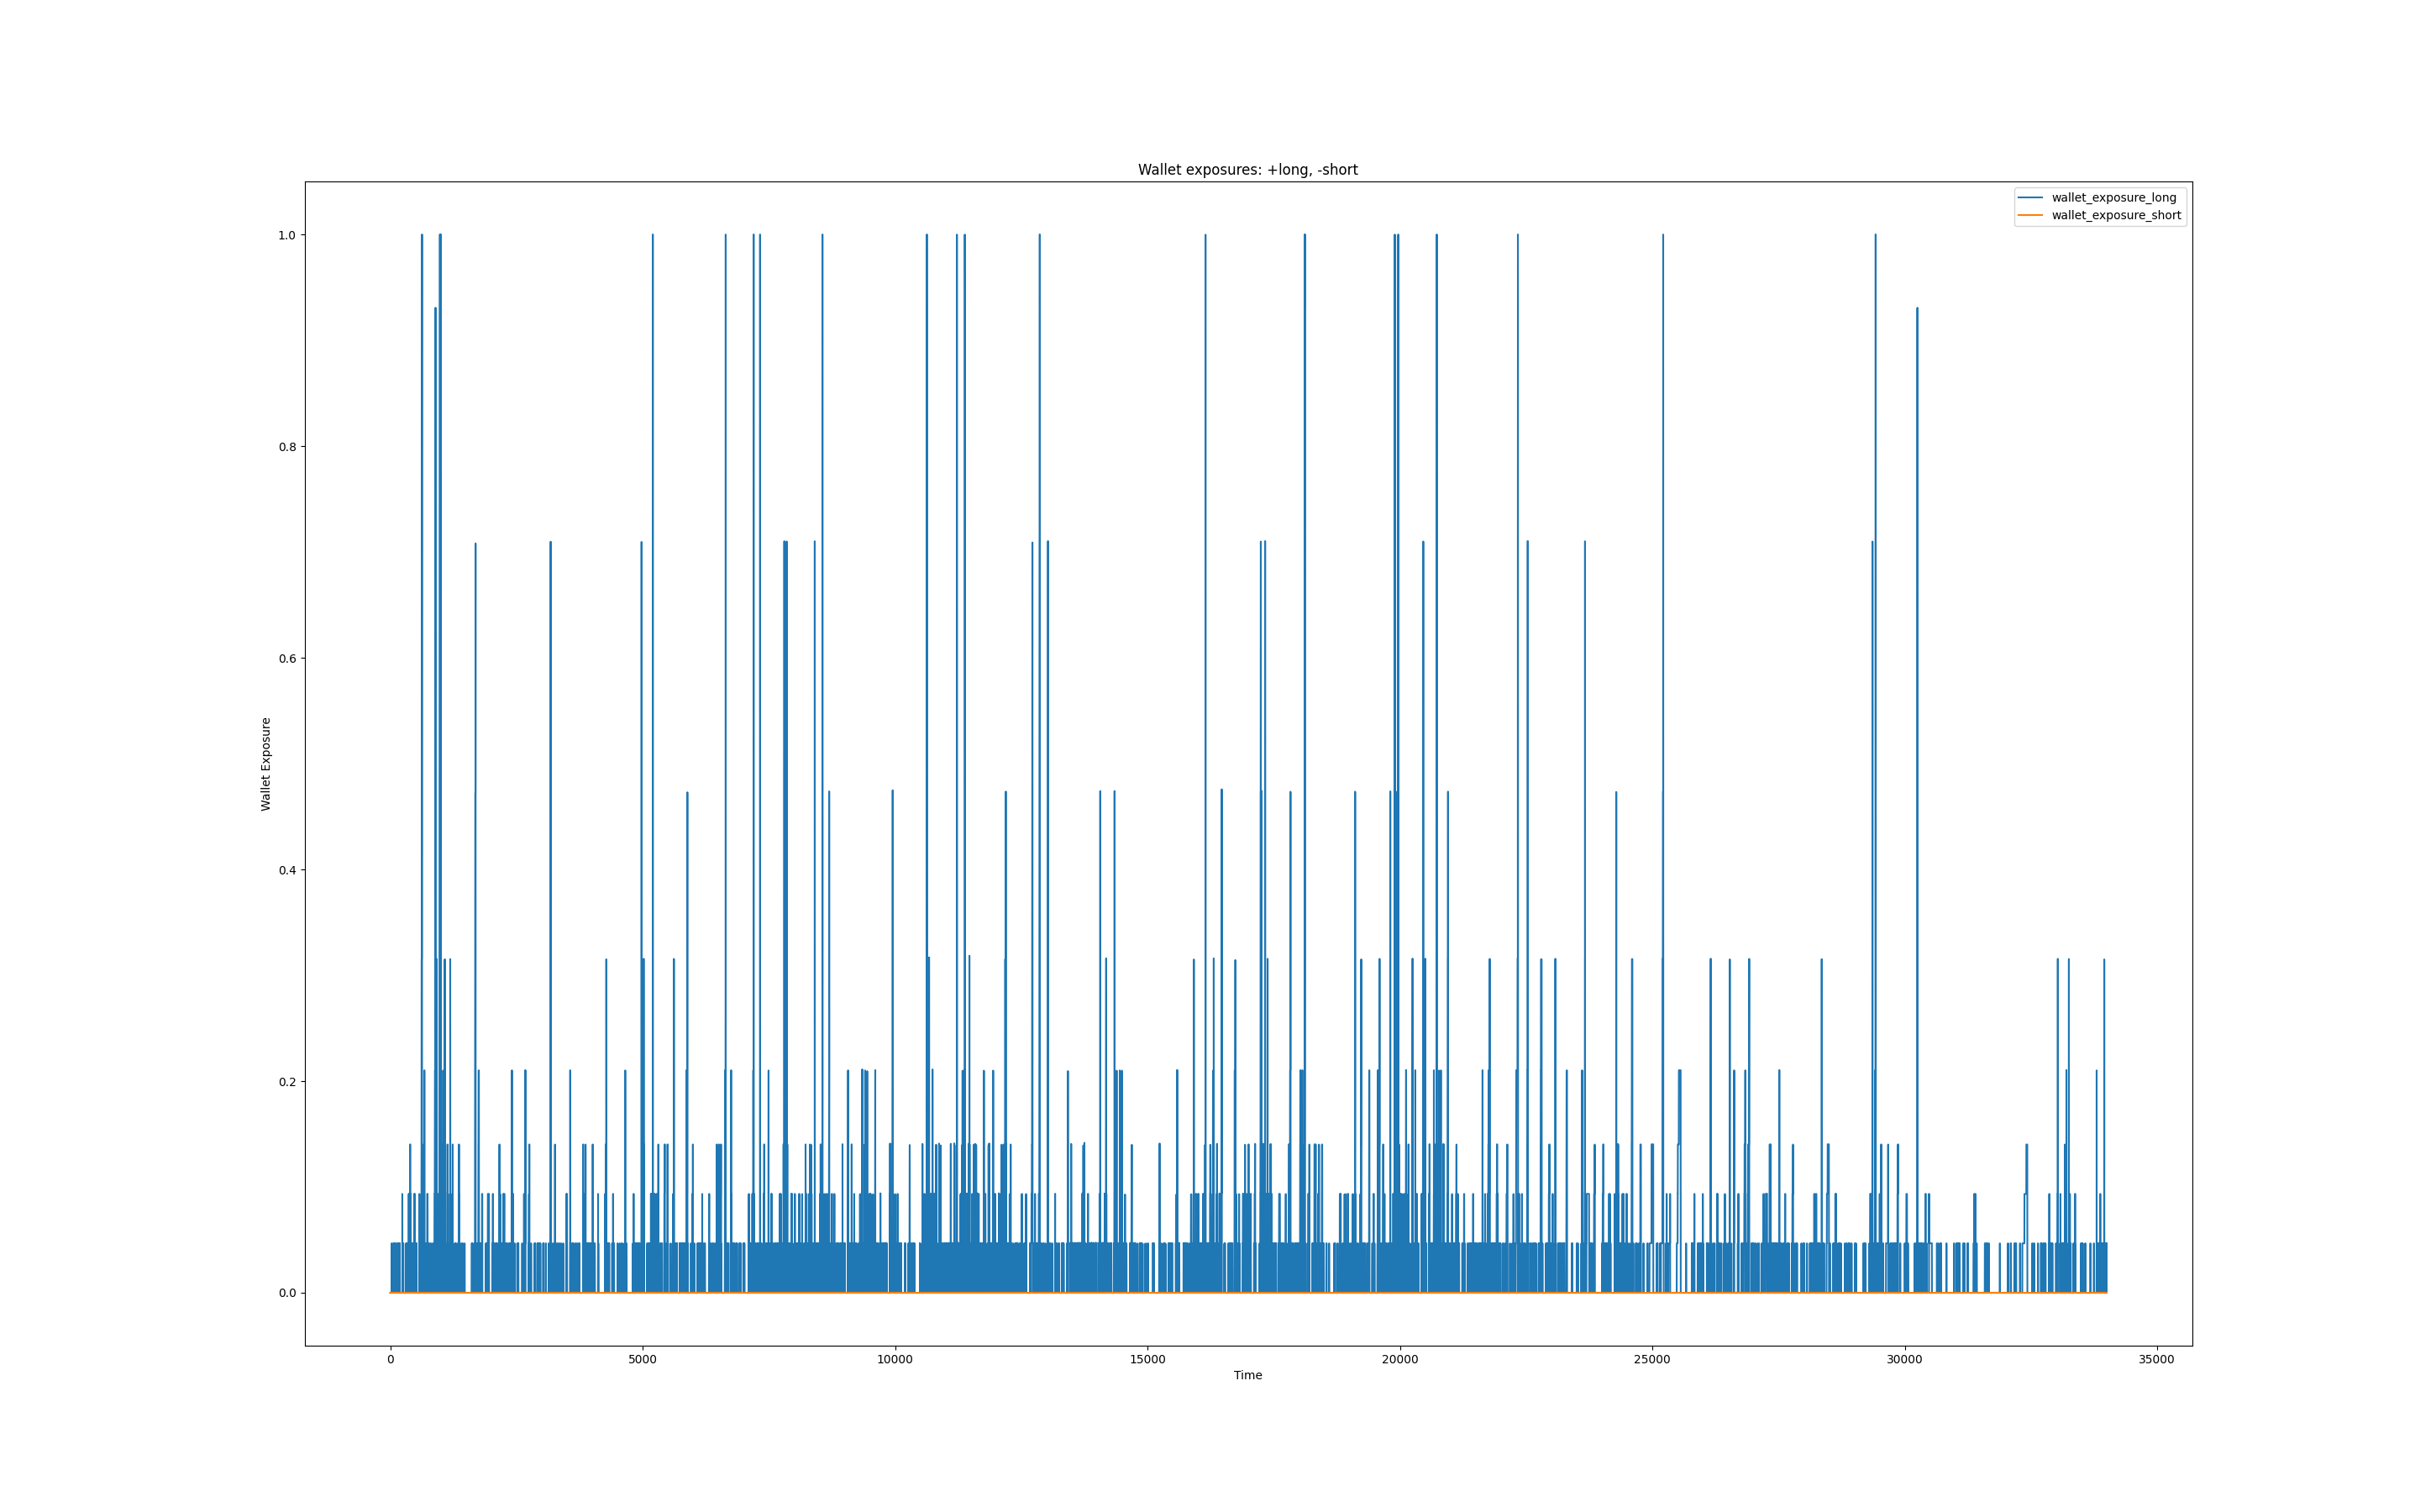 Wallet exposures: +long, -short
wallet_exposure_long
wallet_exposure_short
1.0
0.8
0.6
0.4
0.2
0.0
Wallet Exposure
0 5000 10000 15000 20000 25000 30000 35000
Time